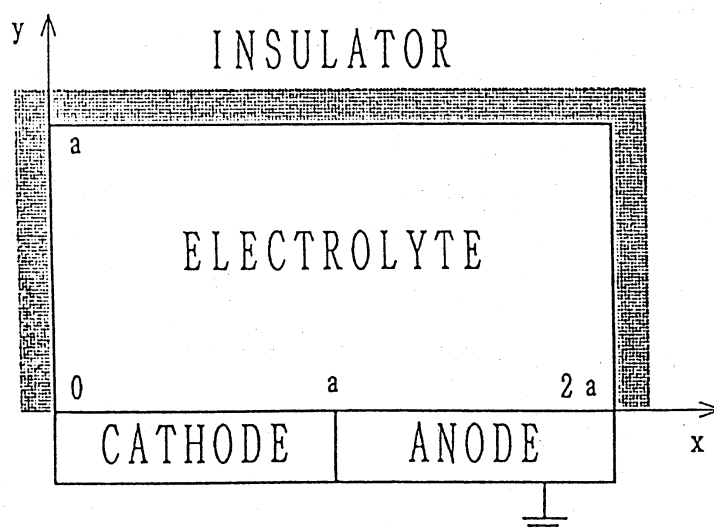 y
INSULATOR
a
ELECTROLYTE
0 a 2a
CATHODE ANODE
x